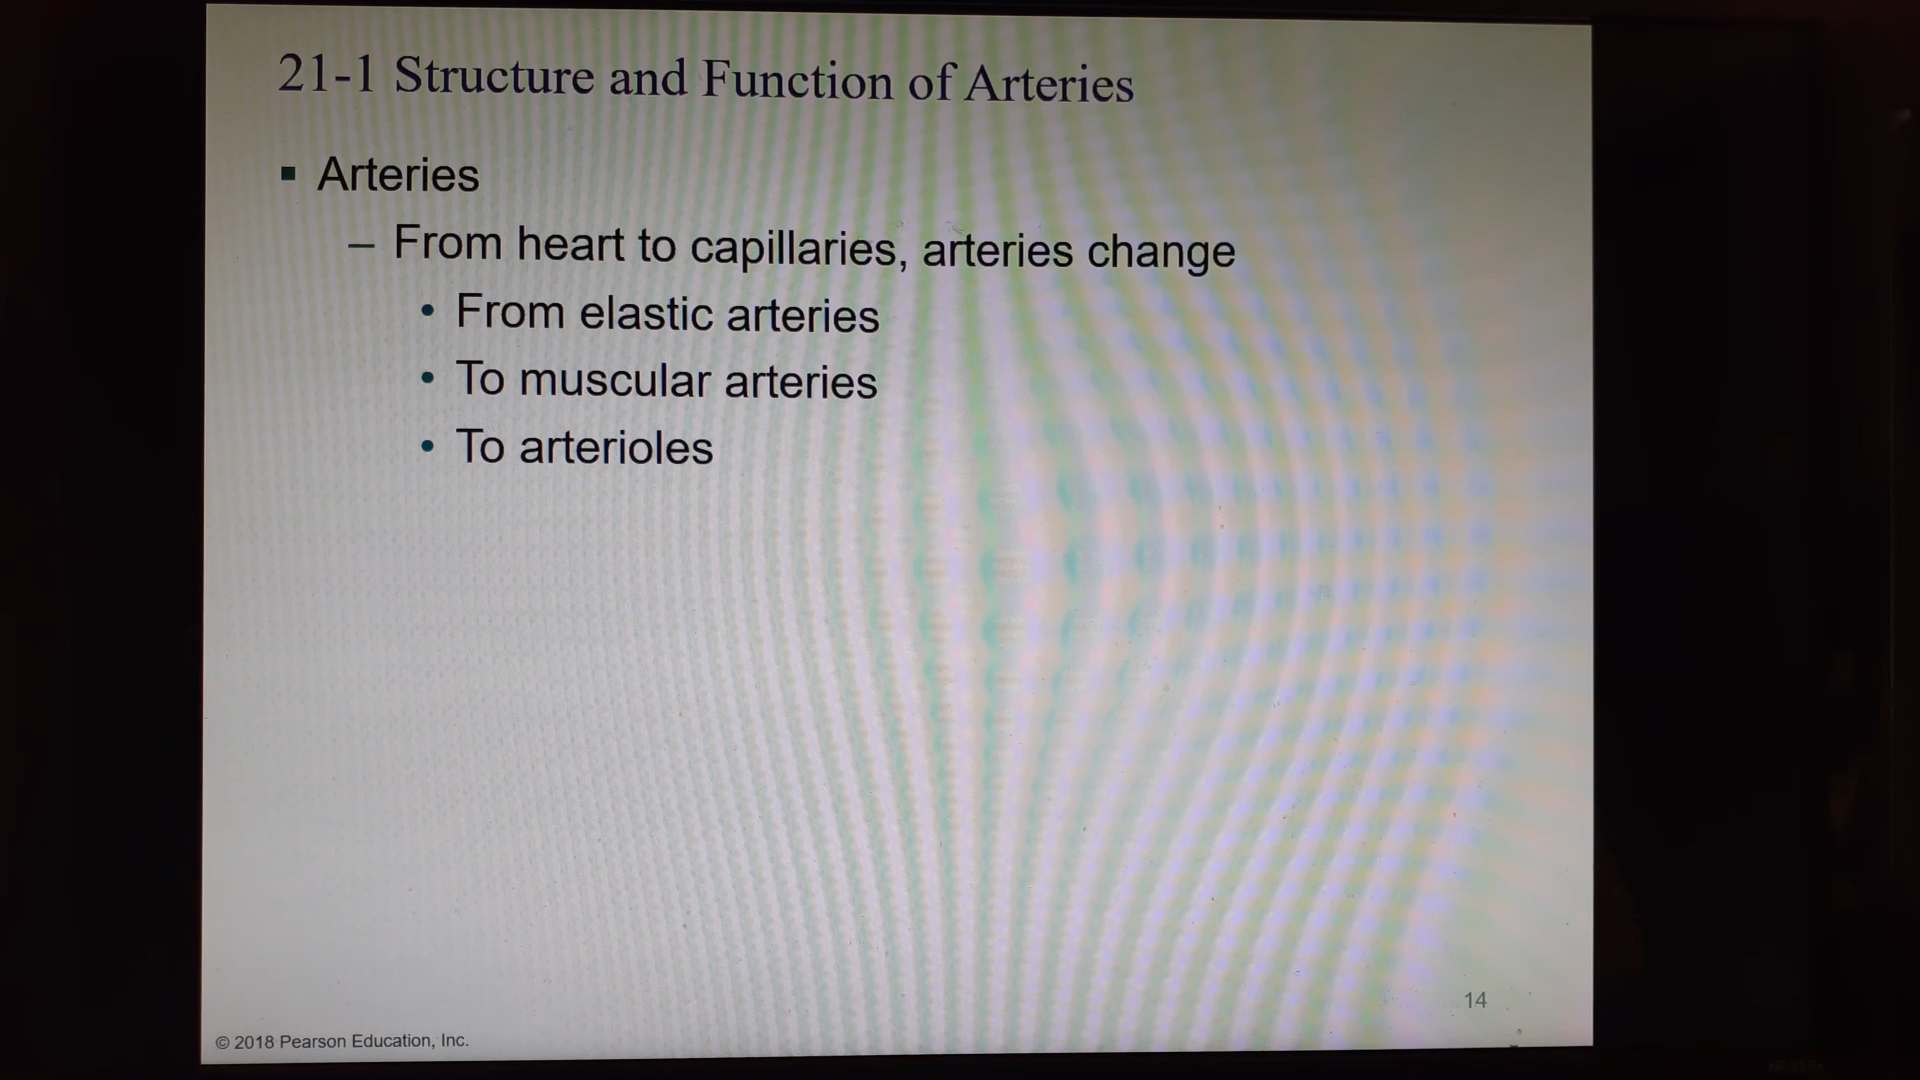 21-1 Structure and Function of Arteries
▪ Arteries
– From heart to capillaries, arteries change
• From elastic arteries
• To muscular arteries
• To arterioles
14
© 2018 Pearson Education, Inc.